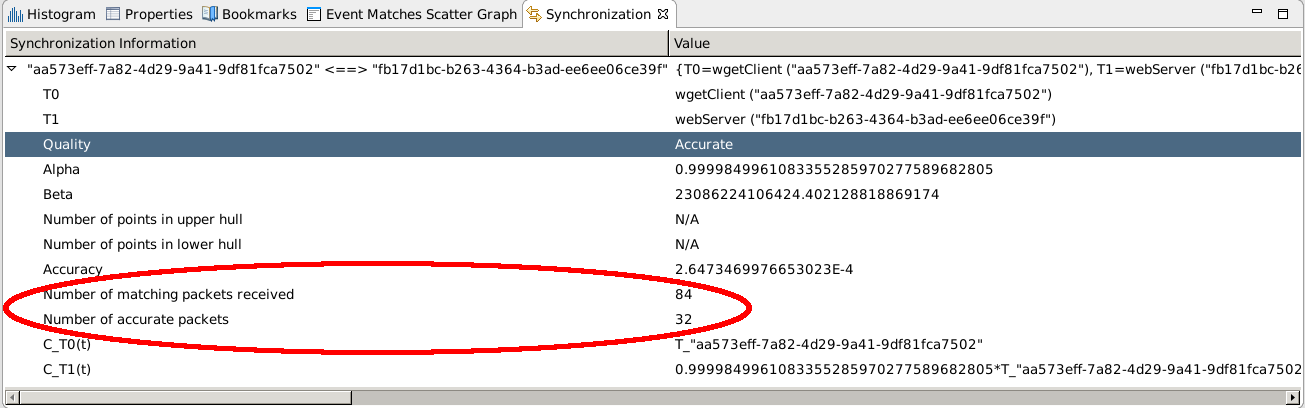 Histogram Properties Bookmarks Event Matches Scatter Graph Synchronization
Synchronization Information Value
"aa573eff-7a82-4d29-9a41-9df81fca7502" <==> "fb17d1bc-b263-4364-b3ad-ee6ee06ce39f" {T0=wgetClient ("aa573eff-7a82-4d29-9a41-9df81fca7502"), T1=webServer ("fb17d1bc-b26
T0 wgetClient ("aa573eff-7a82-4d29-9a41-9df81fca7502")
T1 webServer ("fb17d1bc-b263-4364-b3ad-ee6ee06ce39f")
Quality Accurate
Alpha 0.9999849961083355285970277589682805
Beta 23086224106424.402128818869174
Number of points in upper hull N/A
Number of points in lower hull N/A
Accuracy 2.6473469976653023E-4
Number of matching packets received 84
Number of accurate packets 32
C_T0(t) T_"aa573eff-7a82-4d29-9a41-9df81fca7502"
C_T1(t) 0.9999849961083355285970277589682805*T_"aa573eff-7a82-4d29-9a41-9df81fca7502